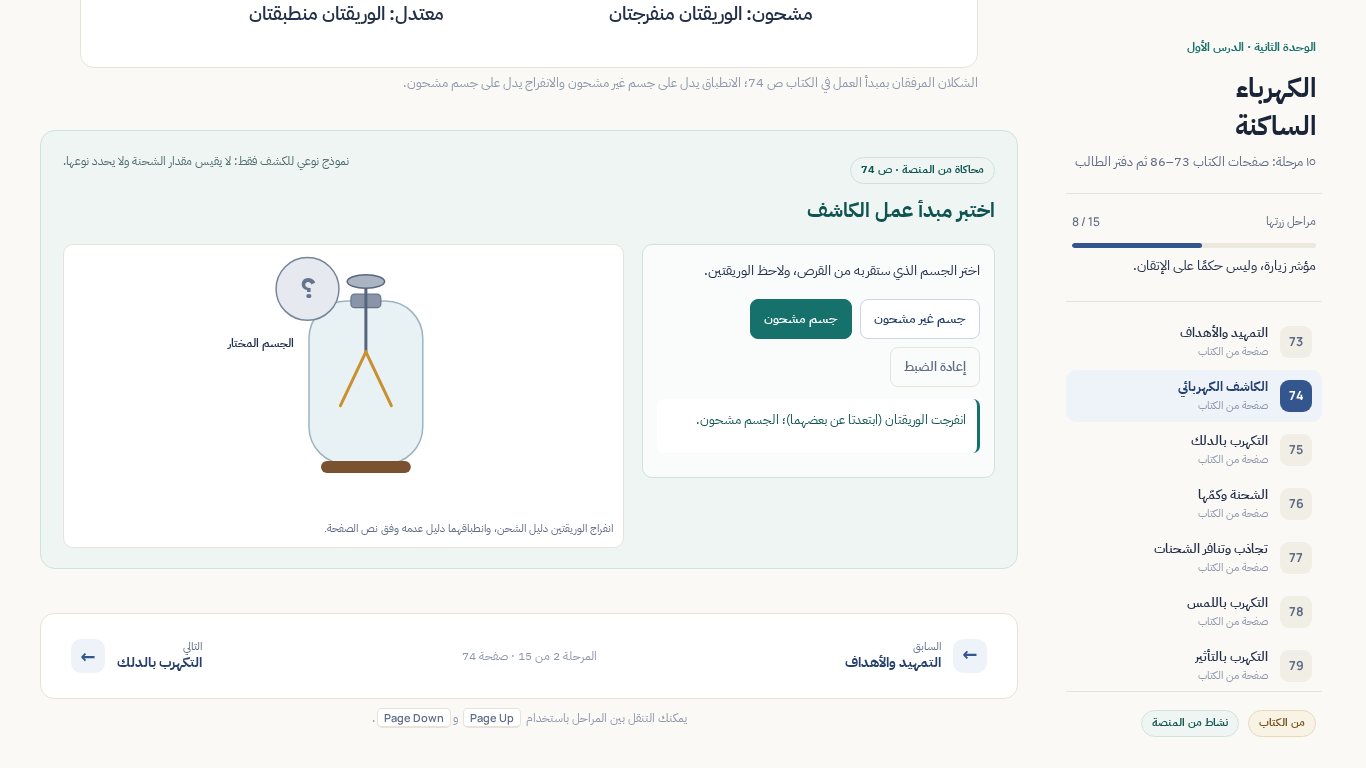 الوحدة الثانية · الدرس الأول
الكهرباء
الساكنة
١٥ مرحلة: صفحات الكتاب 73–86 ثم دفتر الطالب
مراحل زرتها
8 / 15
مؤشر زيارة، وليس حكمًا على الإتقان.
73
التمهيد والأهداف
صفحة من الكتاب
74
الكاشف الكهربائي
صفحة من الكتاب
75
التكهرب بالدلك
صفحة من الكتاب
76
الشحنة وكمّها
صفحة من الكتاب
77
تجاذب وتنافر الشحنات
صفحة من الكتاب
78
التكهرب باللمس
صفحة من الكتاب
79
التكهرب بالتأثير
صفحة من الكتاب
من الكتاب
نشاط من المنصة
مشحون: الوريقتان منفرجتان
معتدل: الوريقتان منطبقتان
الشكلان المرفقان بمبدأ العمل في الكتاب ص 74؛ الانطباق يدل على جسم غير مشحون والانفراج يدل على جسم مشحون.
محاكاة من المنصة · ص 74
نموذج نوعي للكشف فقط: لا يقيس مقدار الشحنة ولا يحدد نوعها.
اختبر مبدأ عمل الكاشف
اختر الجسم الذي ستقربه من القرص، ولاحظ الوريقتين.
جسم غير مشحون
جسم مشحون
إعادة الضبط
انفرجت الوريقتان (ابتعدتا عن بعضهما)؛ الجسم مشحون.
؟
الجسم المختار
انفراج الوريقتين دليل الشحن، وانطباقهما دليل عدمه وفق نص الصفحة.
←
السابق
التمهيد والأهداف
المرحلة 2 من 15 · صفحة 74
التالي
التكهرب بالدلك
←
يمكنك التنقل بين المراحل باستخدام Page Up و Page Down .